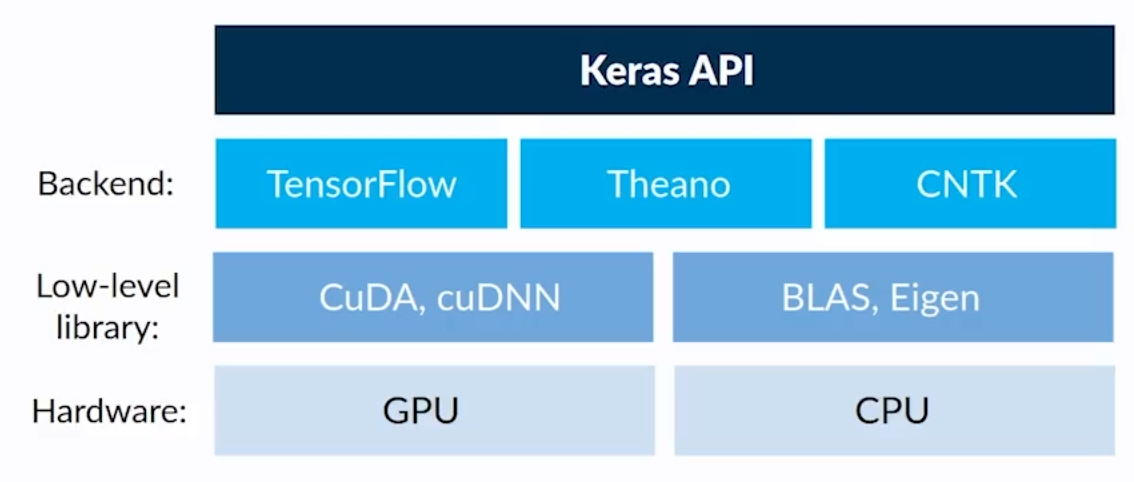 Keras API
Backend:
TensorFlow
Theano
CNTK
Low-level
library:
CuDA, cuDNN
BLAS, Eigen
Hardware:
GPU
CPU